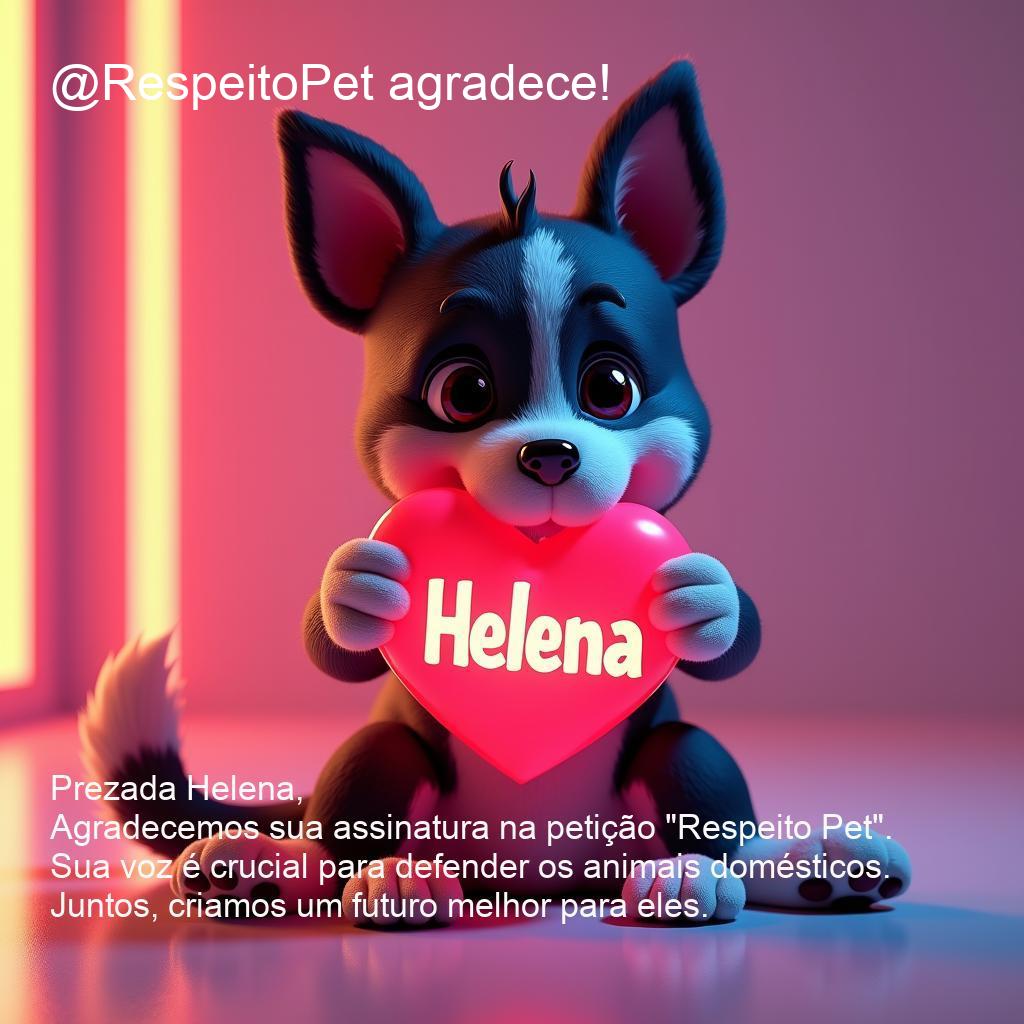 @RespeitoPet agradece!
Helena
Prezada Helena,
Agradecemos sua assinatura na petição "Respeito Pet".
Sua voz é crucial para defender os animais domésticos.
Juntos, criamos um futuro melhor para eles.